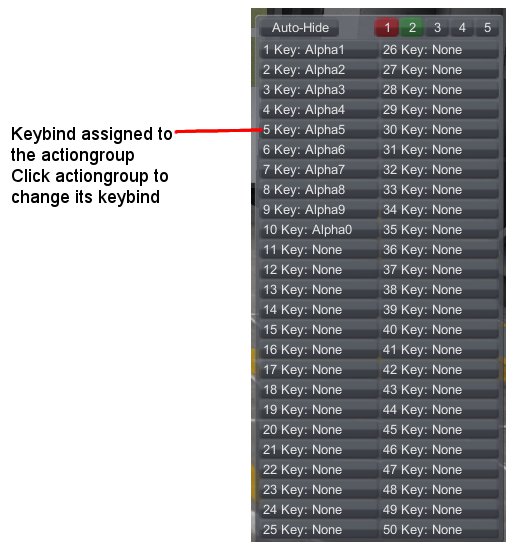 Auto-Hide 1 2 3 4 5
1 Key: Alpha1 26 Key: None
2 Key: Alpha2 27 Key: None
3 Key: Alpha3 28 Key: None
4 Key: Alpha4 29 Key: None
5 Key: Alpha5 30 Key: None
6 Key: Alpha6 31 Key: None
7 Key: Alpha7 32 Key: None
8 Key: Alpha8 33 Key: None
9 Key: Alpha9 34 Key: None
10 Key: Alpha0 35 Key: None
11 Key: None 36 Key: None
12 Key: None 37 Key: None
13 Key: None 38 Key: None
14 Key: None 39 Key: None
15 Key: None 40 Key: None
16 Key: None 41 Key: None
17 Key: None 42 Key: None
18 Key: None 43 Key: None
19 Key: None 44 Key: None
20 Key: None 45 Key: None
21 Key: None 46 Key: None
22 Key: None 47 Key: None
23 Key: None 48 Key: None
24 Key: None 49 Key: None
25 Key: None 50 Key: None
Keybind assigned to
the actiongroup
Click actiongroup to
change its keybind